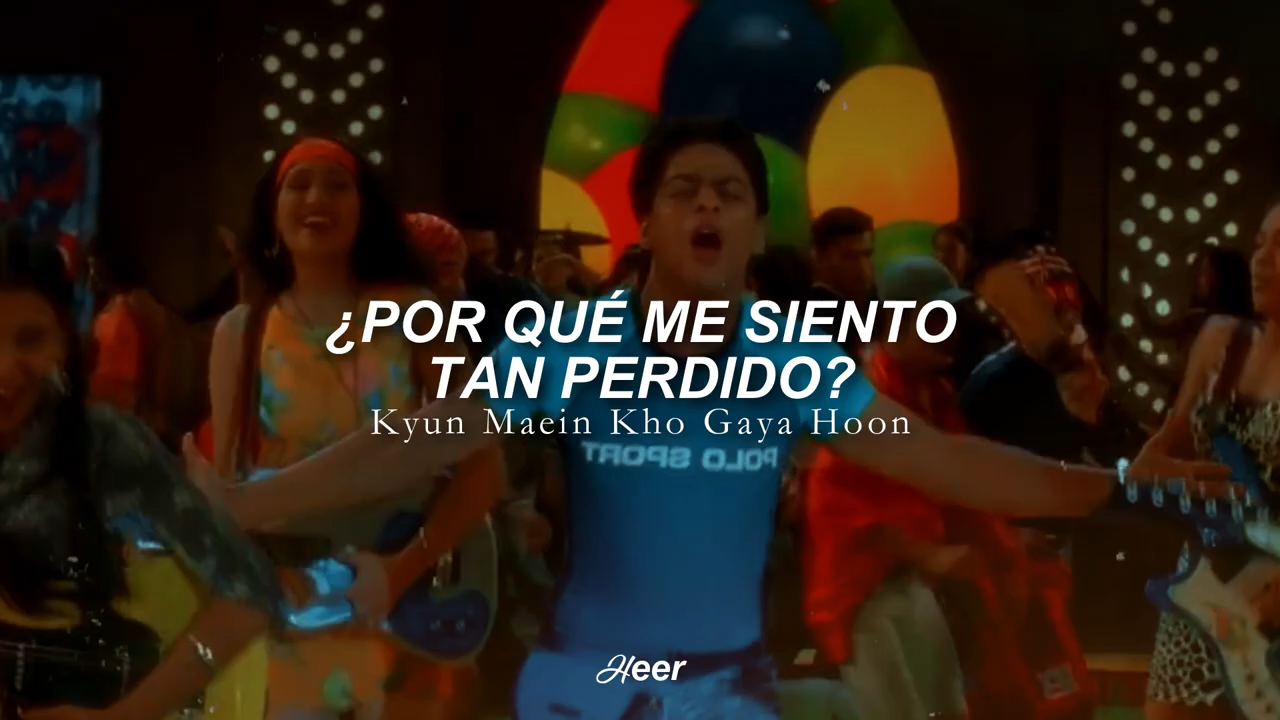 ¿POR QUÉ ME SIENTO
TAN PERDIDO?
Kyun Maein Kho Gaya Hoon
POLO SPORT
Heer